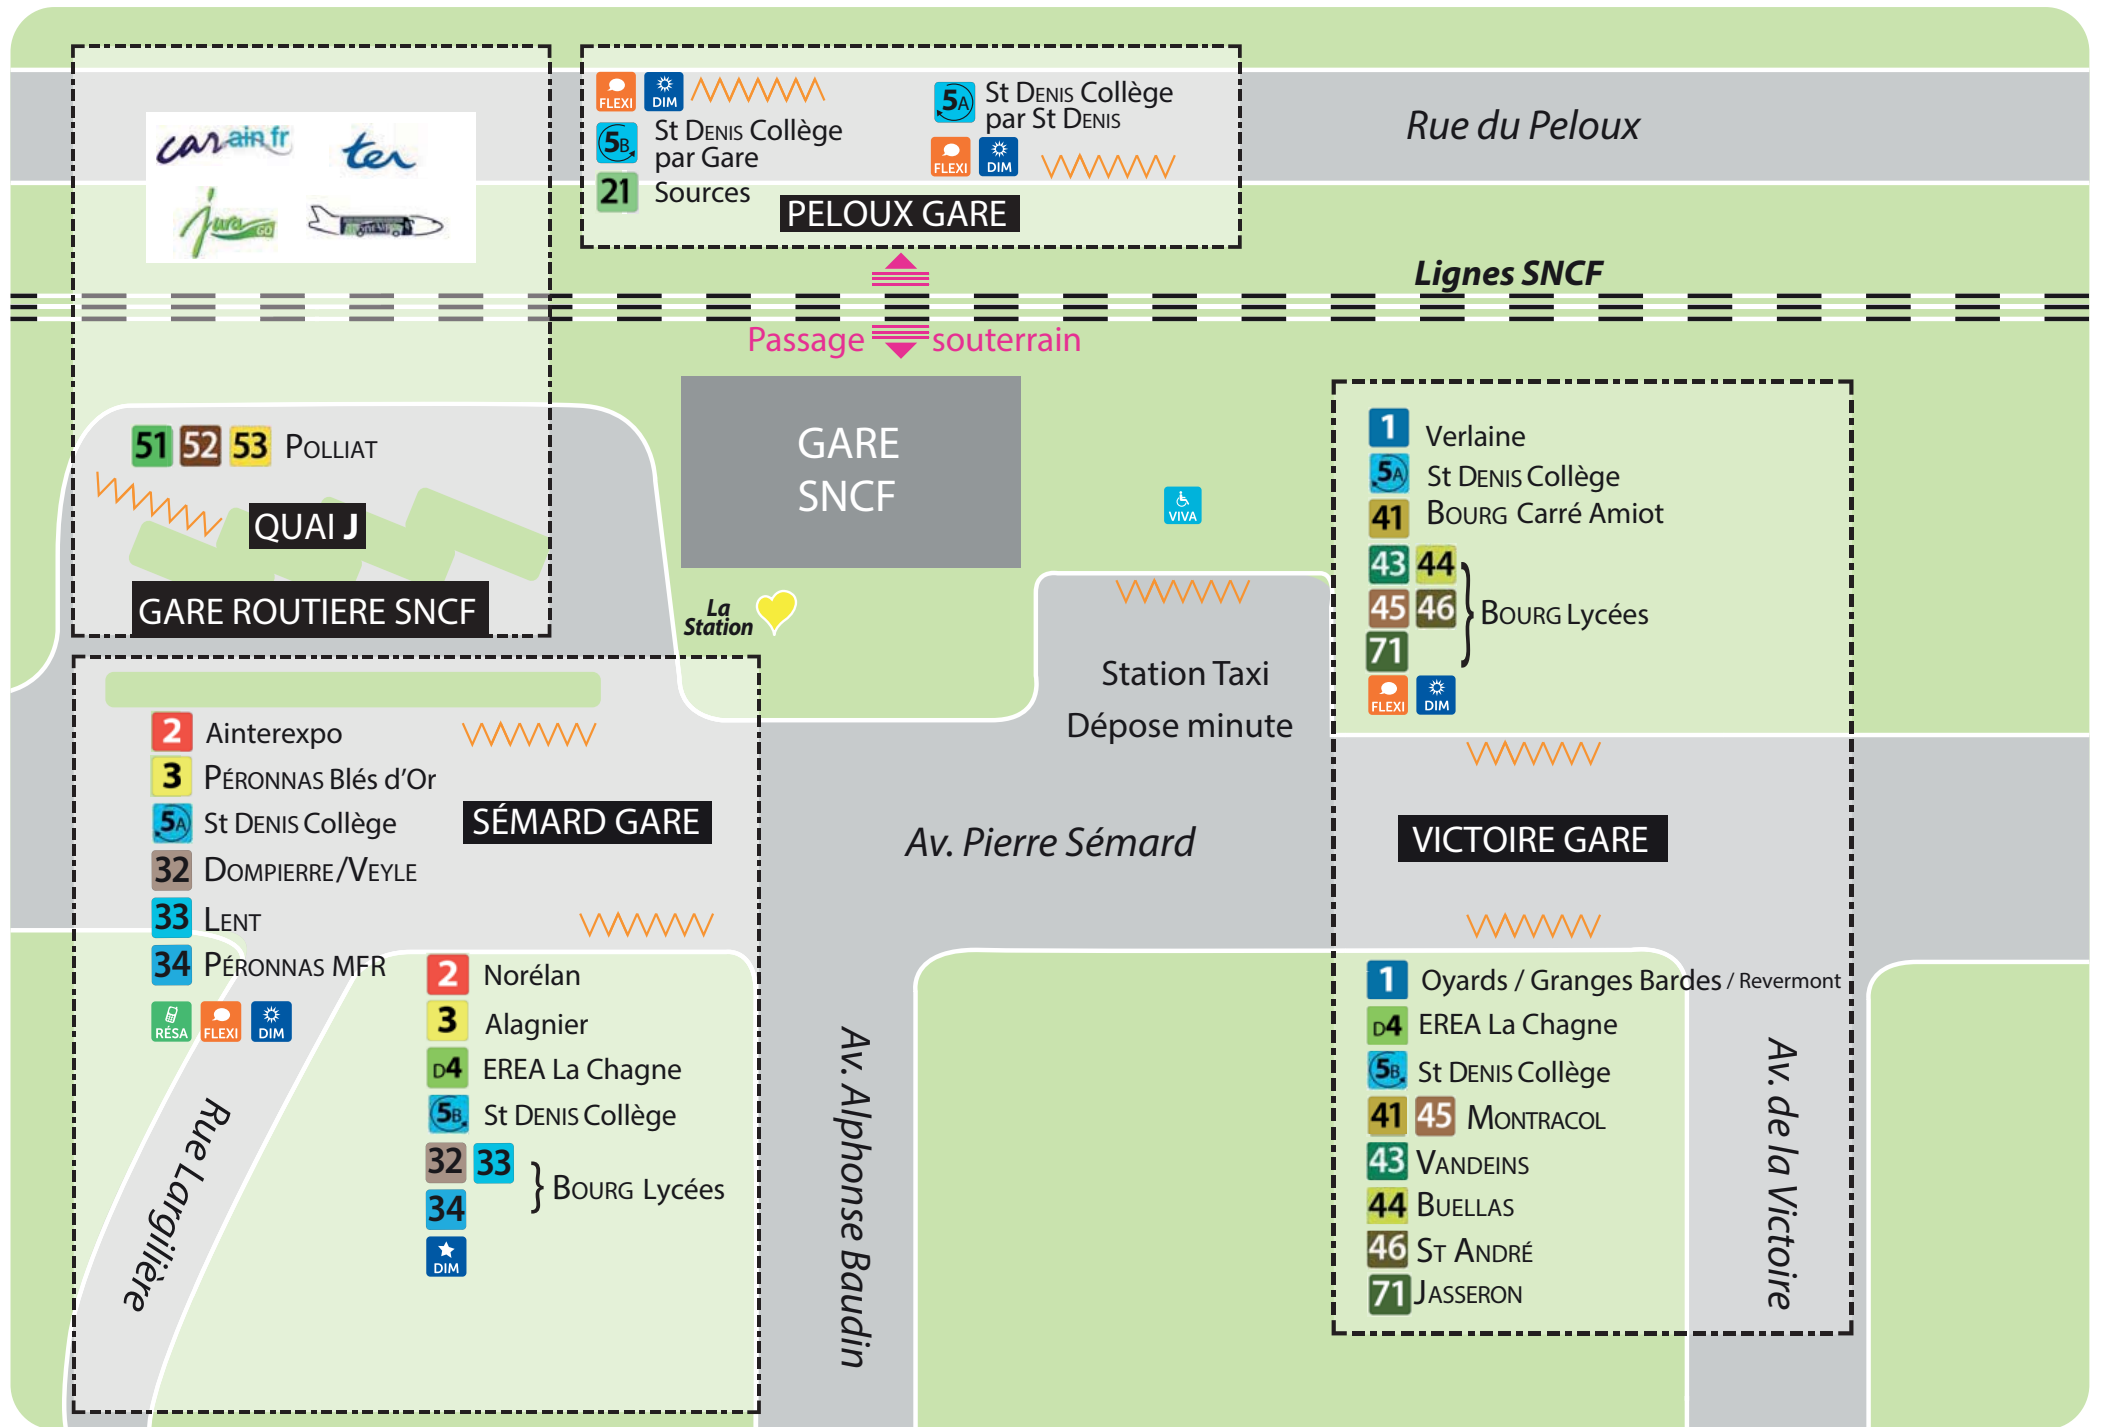 car ain.fr
ter
jura GO
FLEXI DIM
5B St DENIS Collège
par Gare
21 Sources
5A St DENIS Collège
par St DENIS
FLEXI DIM
PELOUX GARE
Rue du Peloux
Lignes SNCF
Passage souterrain
51 52 53 POLLIAT
QUAI J
GARE ROUTIERE SNCF
GARE
SNCF
La
Station
VIVA
Station Taxi
Dépose minute
1 Verlaine
5A St DENIS Collège
41 BOURG Carré Amiot
43 44
45 46 BOURG Lycées
71
FLEXI DIM
2 Ainterexpo
3 PÉRONNAS Blés d'Or
5A St DENIS Collège
32 DOMPIERRE/VEYLE
33 LENT
34 PÉRONNAS MFR
RÉSA FLEXI DIM
SÉMARD GARE
Av. Pierre Sémard
VICTOIRE GARE
2 Norélan
3 Alagnier
D4 EREA La Chagne
5B St DENIS Collège
32 33
BOURG Lycées
34
DIM
Rue Largillière
Av. Alphonse Baudin
1 Oyards / Granges Bardes / Revermont
D4 EREA La Chagne
5B St DENIS Collège
41 45 MONTRACOL
43 VANDEINS
44 BUELLAS
46 ST ANDRÉ
71 JASSERON
Av. de la Victoire